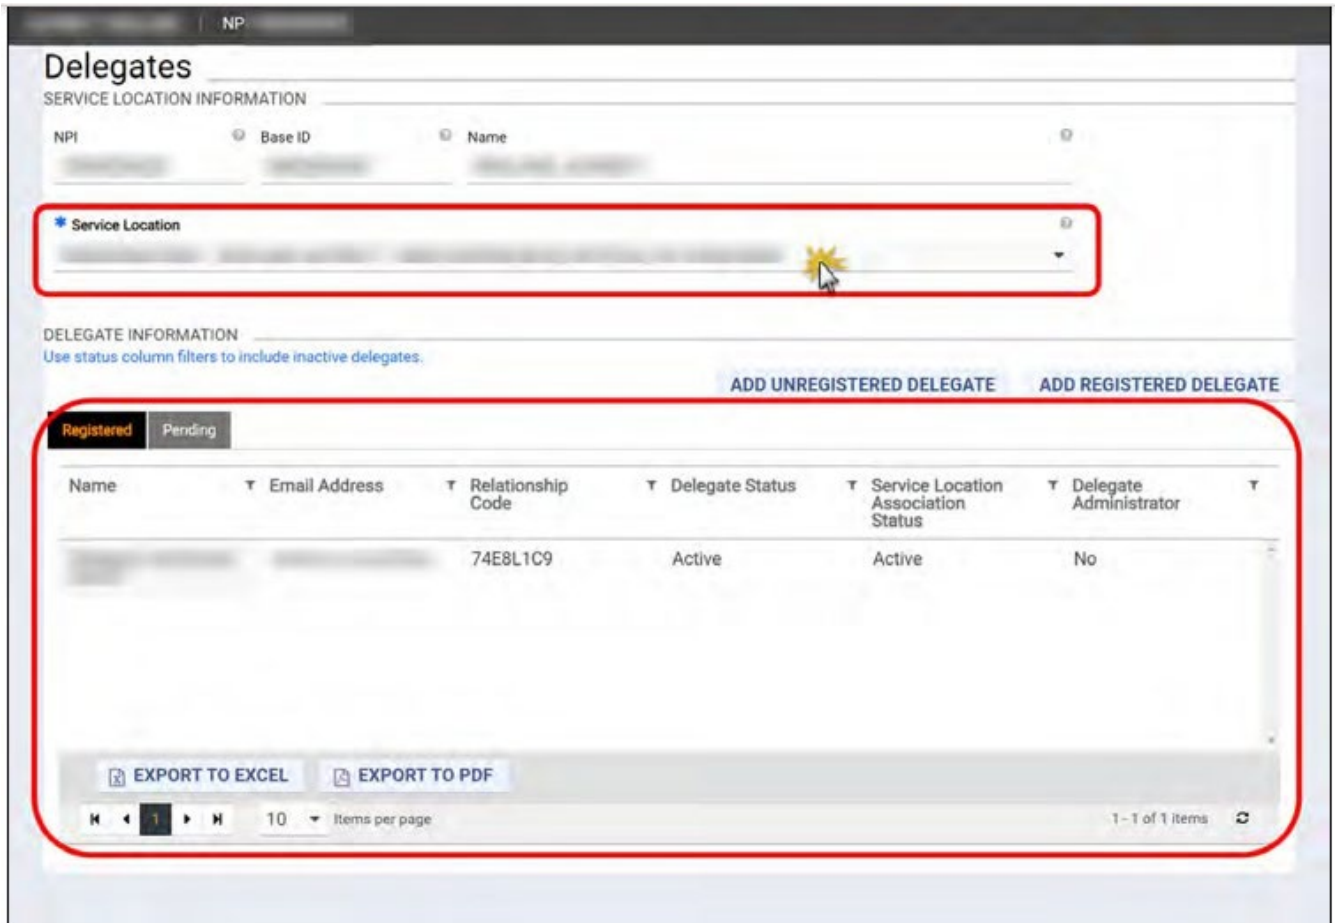 NP
Delegates
SERVICE LOCATION INFORMATION
NPI Base ID Name
* Service Location
DELEGATE INFORMATION
Use status column filters to include inactive delegates.
ADD UNREGISTERED DELEGATE ADD REGISTERED DELEGATE
Registered Pending
Name Email Address Relationship Delegate Status Service Location Delegate
Code Association Administrator
Status
74E8L1C9 Active Active No
EXPORT TO EXCEL EXPORT TO PDF
1 10 Items per page 1 - 1 of 1 items